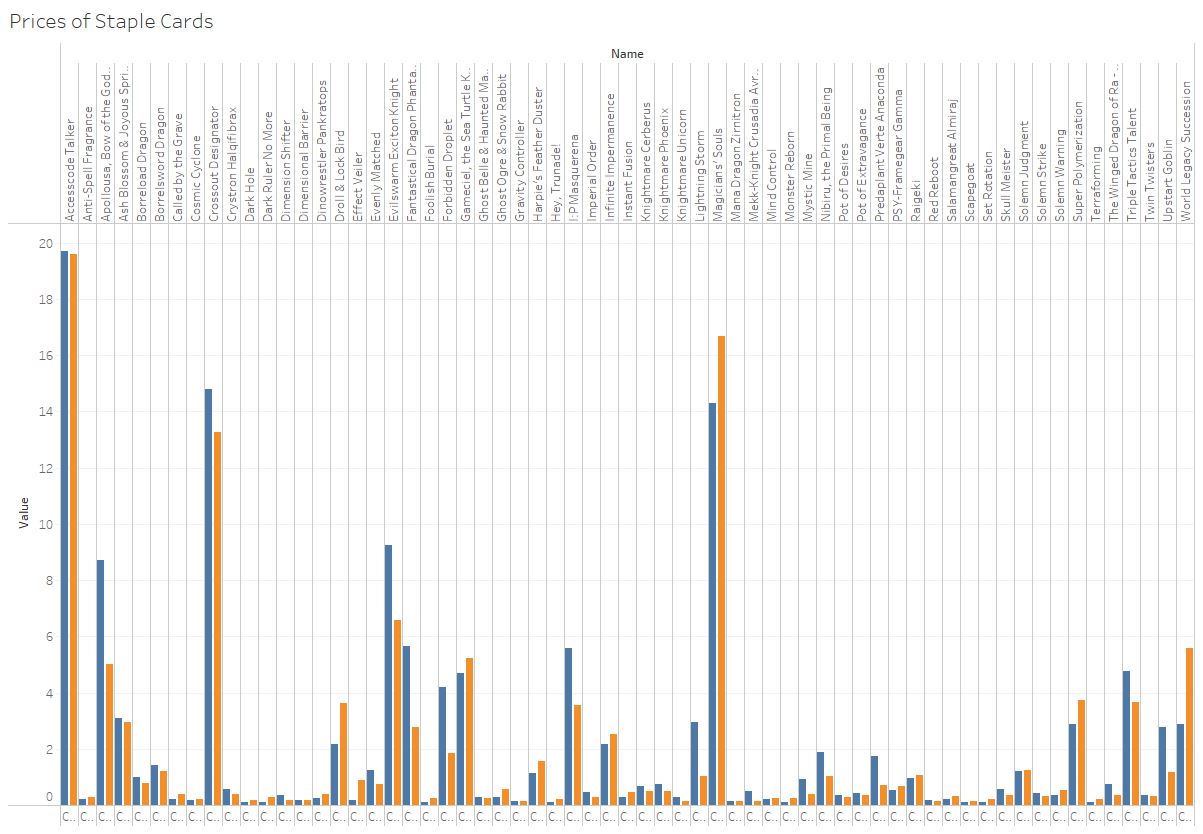 Prices of Staple Cards
Name
Accesscode Talker
Anti-Spell Fragrance
Apollousa, Bow of the God..
Ash Blossom & Joyous Spri..
Borreload Dragon
Borrelsword Dragon
Called by the Grave
Cosmic Cyclone
Crossout Designator
Crystron Halqifibrax
Dark Hole
Dark Ruler No More
Dimension Shifter
Dimensional Barrier
Dinowrestler Pankratops
Droll & Lock Bird
Effect Veiler
Evenly Matched
Evilswarm Exciton Knight
Fantastical Dragon Phanta..
Foolish Burial
Forbidden Droplet
Gameciel, the Sea Turtle K..
Ghost Belle & Haunted Ma..
Ghost Ogre & Snow Rabbit
Gravity Controller
Harpie's Feather Duster
Hey, Trunade!
I:P Masquerena
Imperial Order
Infinite Impermanence
Instant Fusion
Knightmare Cerberus
Knightmare Phoenix
Knightmare Unicorn
Lightning Storm
Magicians' Souls
Mana Dragon Zirnitron
Mekk-Knight Crusadia Avr..
Mind Control
Monster Reborn
Mystic Mine
Nibiru, the Primal Being
Pot of Desires
Pot of Extravagance
Predaplant Verte Anaconda
PSY-Framegear Gamma
Raigeki
Red Reboot
Salamangreat Almiraj
Scapegoat
Set Rotation
Skull Meister
Solemn Judgment
Solemn Strike
Solemn Warning
Super Polymerization
Terraforming
The Winged Dragon of Ra - ..
Triple Tactics Talent
Twin Twisters
Upstart Goblin
World Legacy Succession
Value
20
18
16
14
12
10
8
6
4
2
0
C.. C.. C.. C.. C.. C.. C.. C.. C.. C.. C.. C.. C.. C.. C.. C.. C.. C.. C.. C.. C.. C.. C.. C.. C.. C.. C.. C.. C.. C.. C.. C.. C.. C.. C.. C.. C.. C.. C.. C.. C.. C.. C.. C.. C.. C.. C.. C.. C.. C.. C.. C.. C.. C.. C.. C.. C.. C.. C.. C.. C.. C.. C..